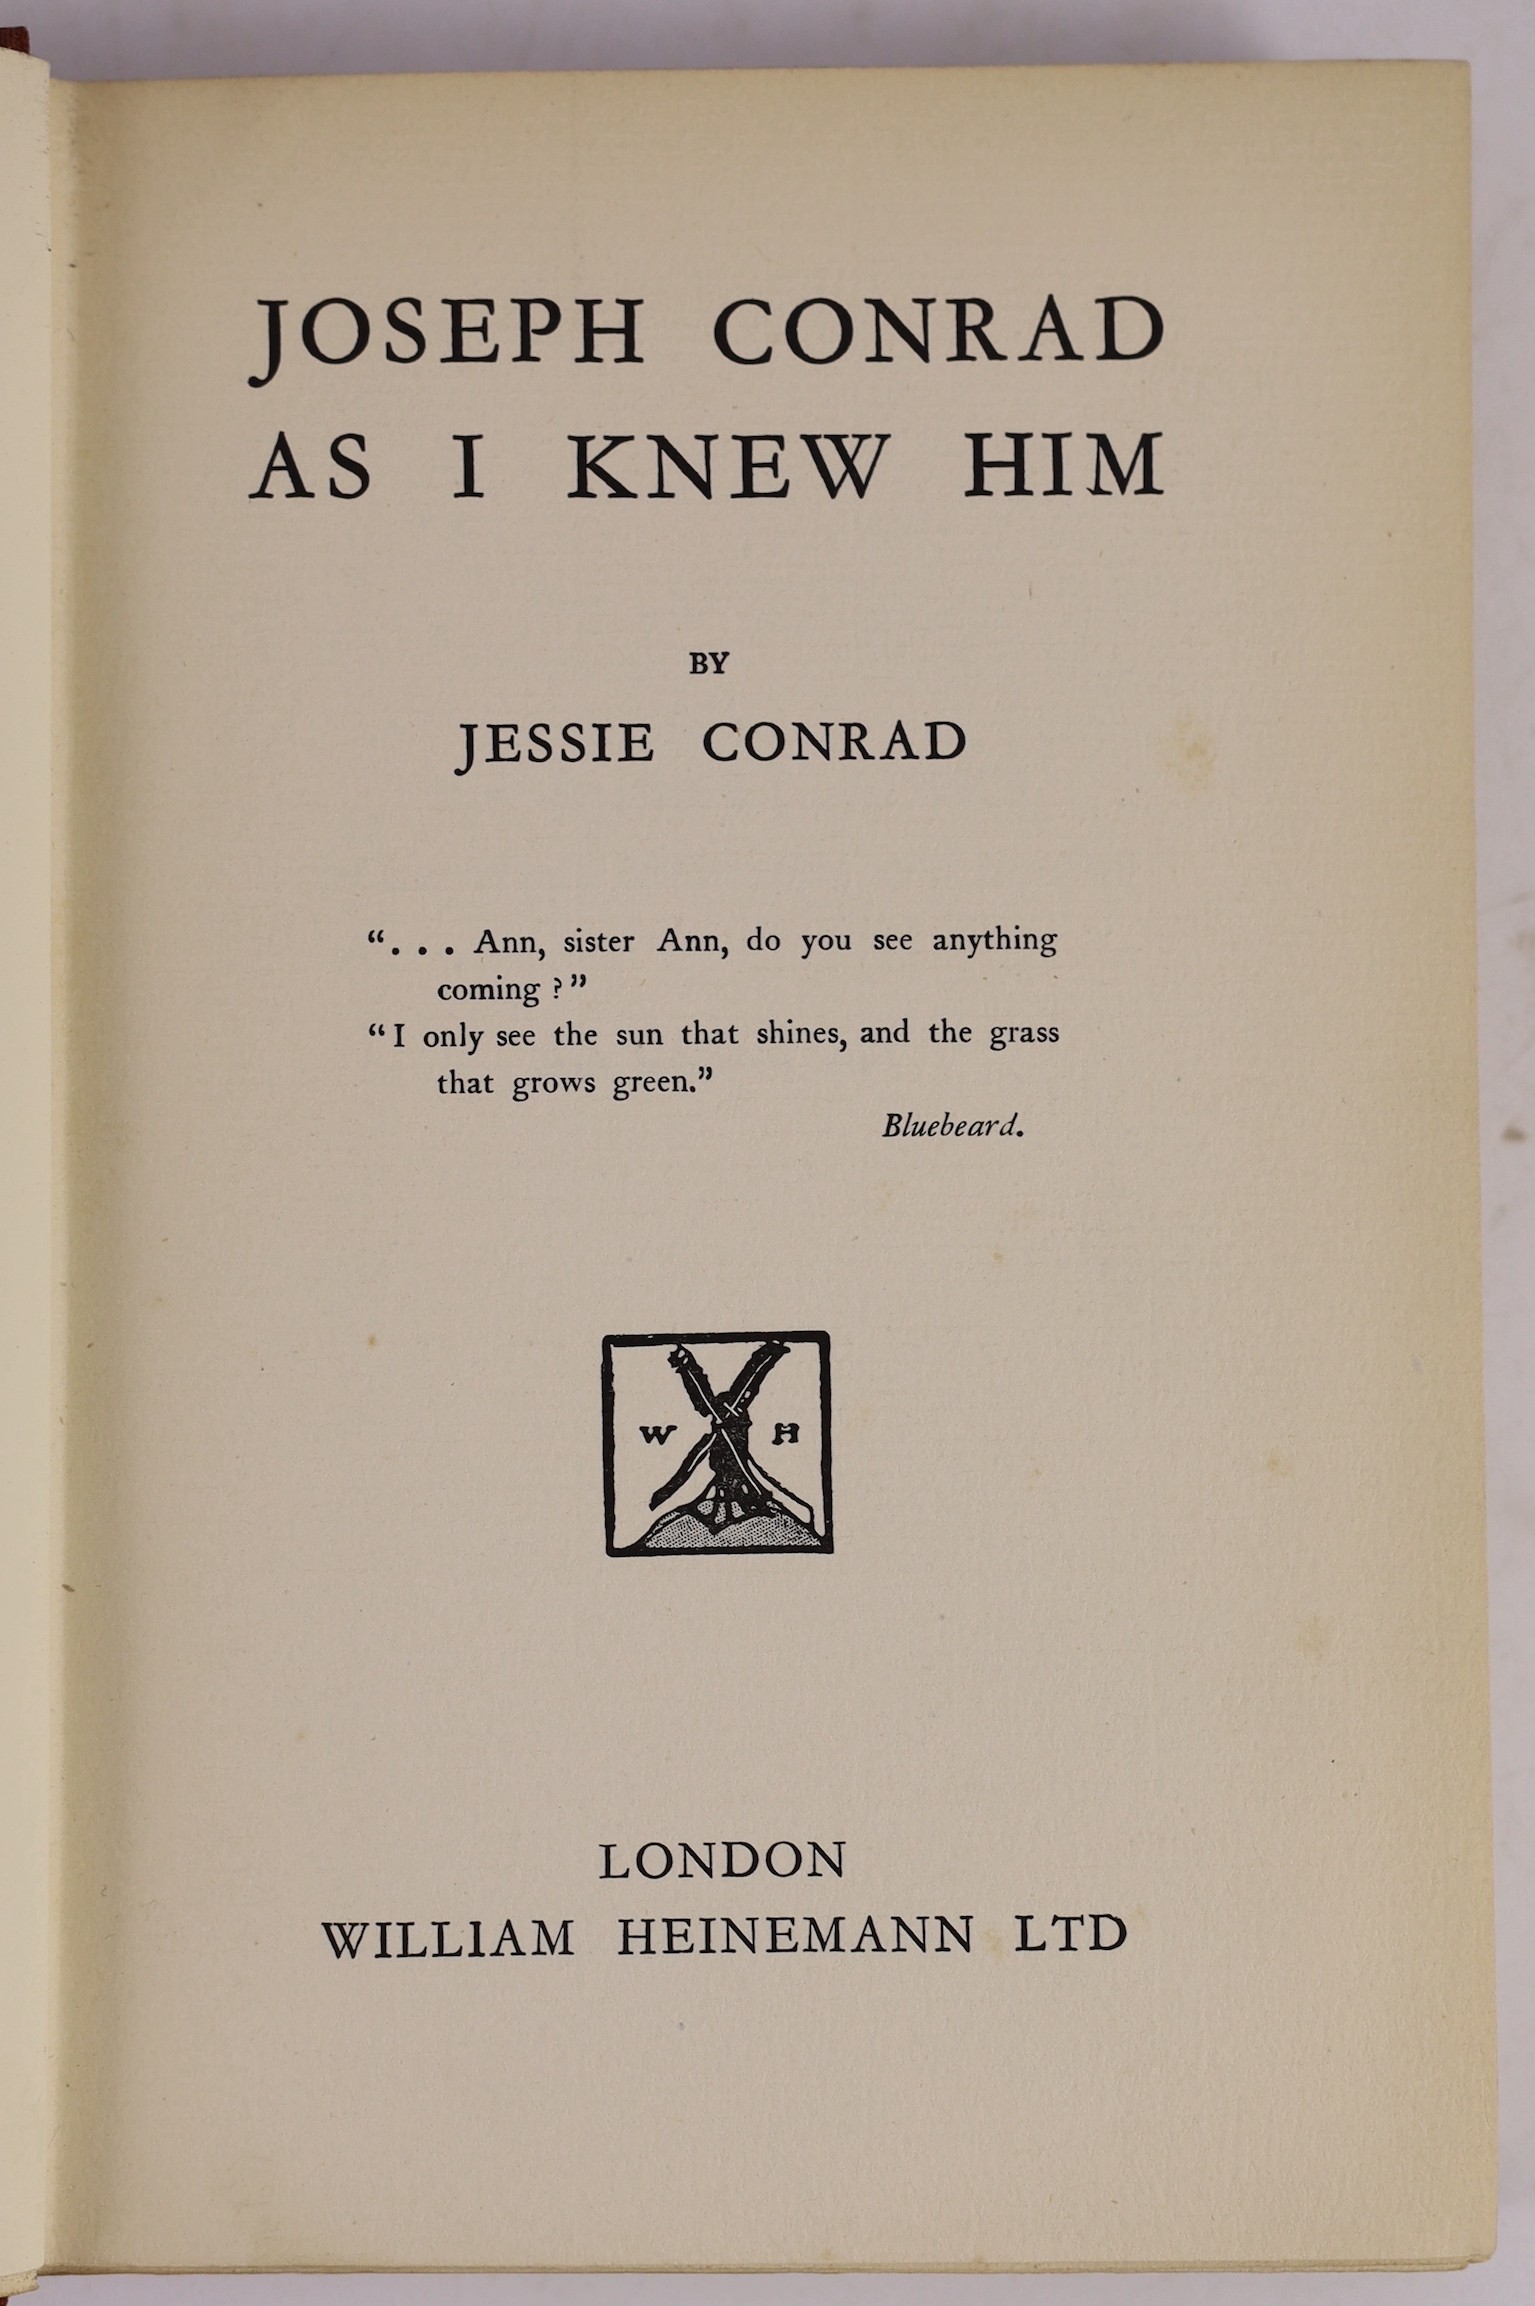 JOSEPH CONRAD
AS I KNEW HIM
BY
JESSIE CONRAD
“. . . Ann, sister Ann, do you see anything
coming ?”
“I only see the sun that shines, and the grass
that grows green.”
Bluebeard.
W H
LONDON
WILLIAM HEINEMANN LTD